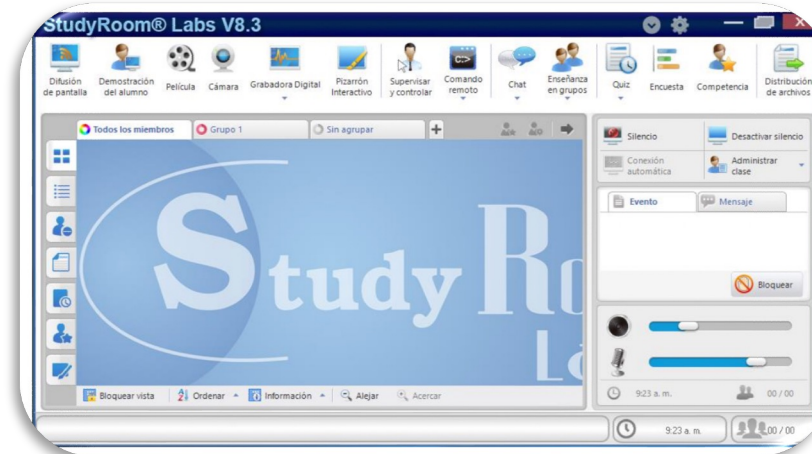 StudyRoom® Labs V8.3
Difusión
de pantalla
Demostración
del alumno
Película
Cámara
Grabadora Digital
Pizarrón
Interactivo
Supervisar
y controlar
Comando
remoto
Chat
Enseñanza
en grupos
Quiz
Encuesta
Competencia
Distribución
de archivos
Todos los miembros
Grupo 1
Sin agrupar
Silencio
Desactivar silencio
Conexión
automática
Administrar
clase
Evento
Mensaje
Bloquear
Study Ro
La
Bloquear vista
Ordenar
Información
Alejar
Acercar
9:23 a. m.
00 / 00
9:23 a. m.
00 / 00